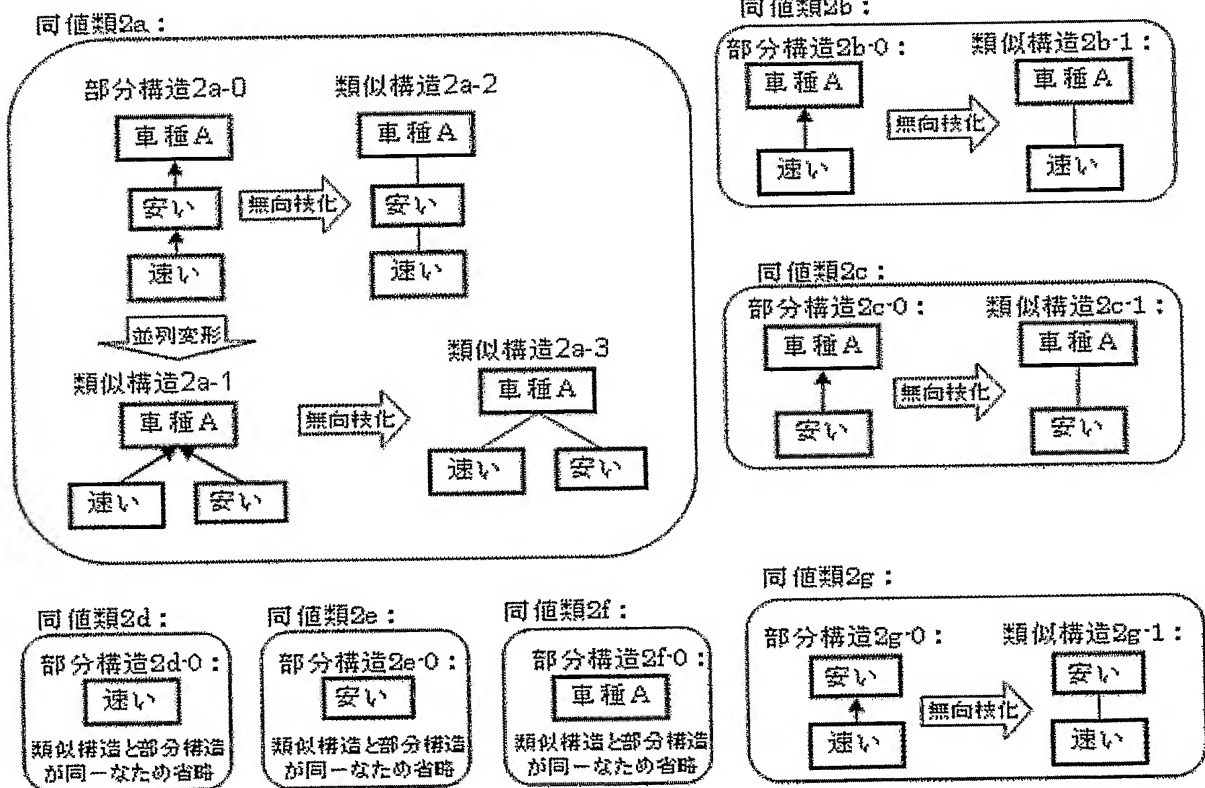 同値類2a:
部分構造2a-0
類似構造2a-2
車種A
車種A
安い
無向枝化
安い
速い
速い
並列変形
類似構造2a-3
類似構造2a-1
車種A
車種A
無向枝化
速い
安い
速い
安い
同値類2b:
部分構造2b-0:
類似構造2b-1:
車種A
車種A
無向枝化
速い
速い
同値類2c:
部分構造2c-0:
類似構造2c-1:
車種A
車種A
無向枝化
安い
安い
同値類2d:
部分構造2d-0:
速い
類似構造と部分構造
が同一なため省略
同値類2e:
部分構造2e-0:
安い
類似構造と部分構造
が同一なため省略
同値類2f:
部分構造2f-0:
車種A
類似構造と部分構造
が同一なため省略
同値類2g:
部分構造2g-0:
類似構造2g-1:
安い
安い
無向枝化
速い
速い